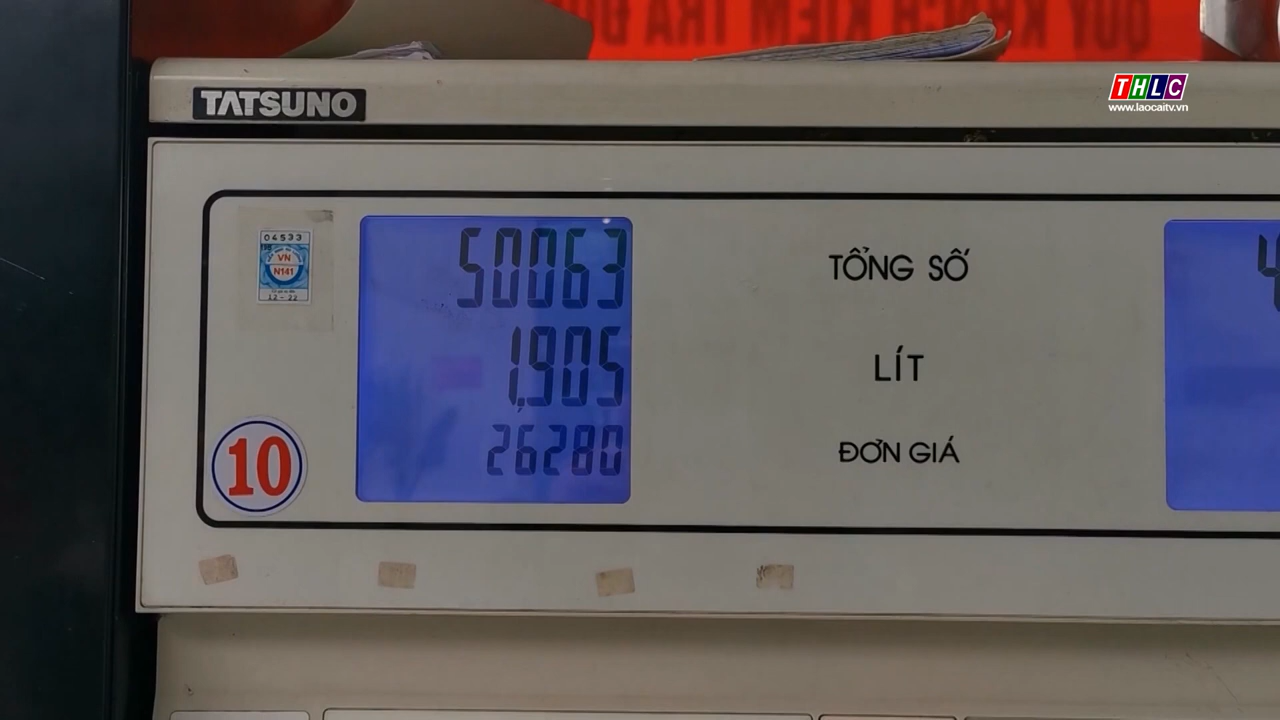 QUÝ KHÁCH KIỂM TRA
THLC
www.laocaitv.vn
TATSUNO
04533
VN
N141
12 - 22
50063
TỔNG SỐ
4
1,905
LÍT
26280
ĐƠN GIÁ
10